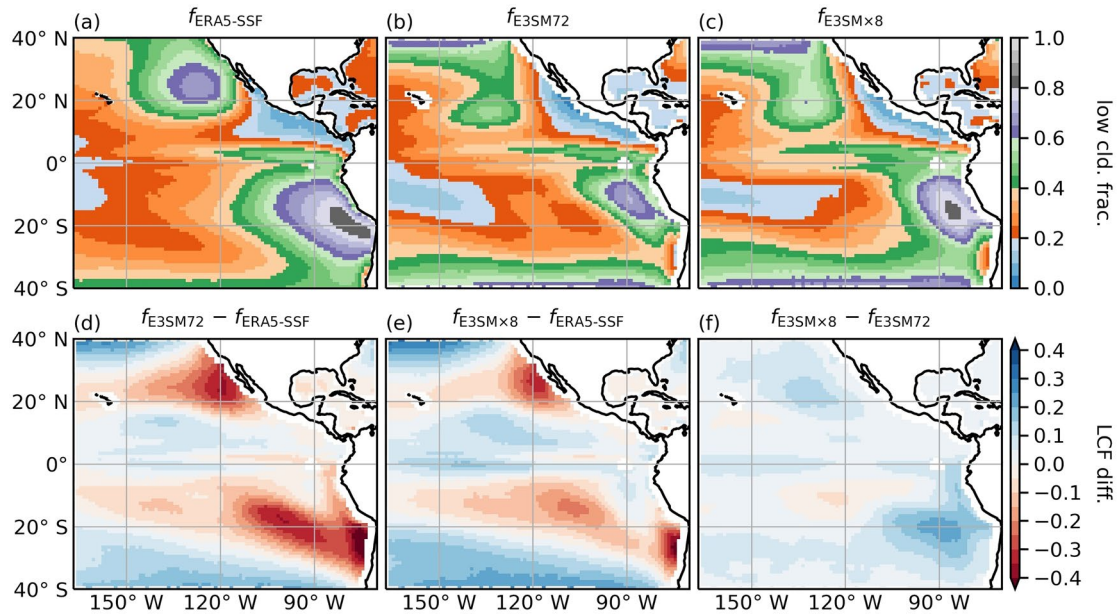 (a) f_ERA5-SSF
(b) f_E3SM72
(c) f_E3SM×8
40° N
20° N
0°
20° S
40° S
1.0
0.8
0.6
0.4
0.2
0.0
low cld. frac.
(d) f_E3SM72 − f_ERA5-SSF
(e) f_E3SM×8 − f_ERA5-SSF
(f) f_E3SM×8 − f_E3SM72
40° N
20° N
0°
20° S
40° S
150° W 120° W 90° W
150° W 120° W 90° W
150° W 120° W 90° W
0.4
0.3
0.2
0.1
0.0
−0.1
−0.2
−0.3
−0.4
LCF diff.